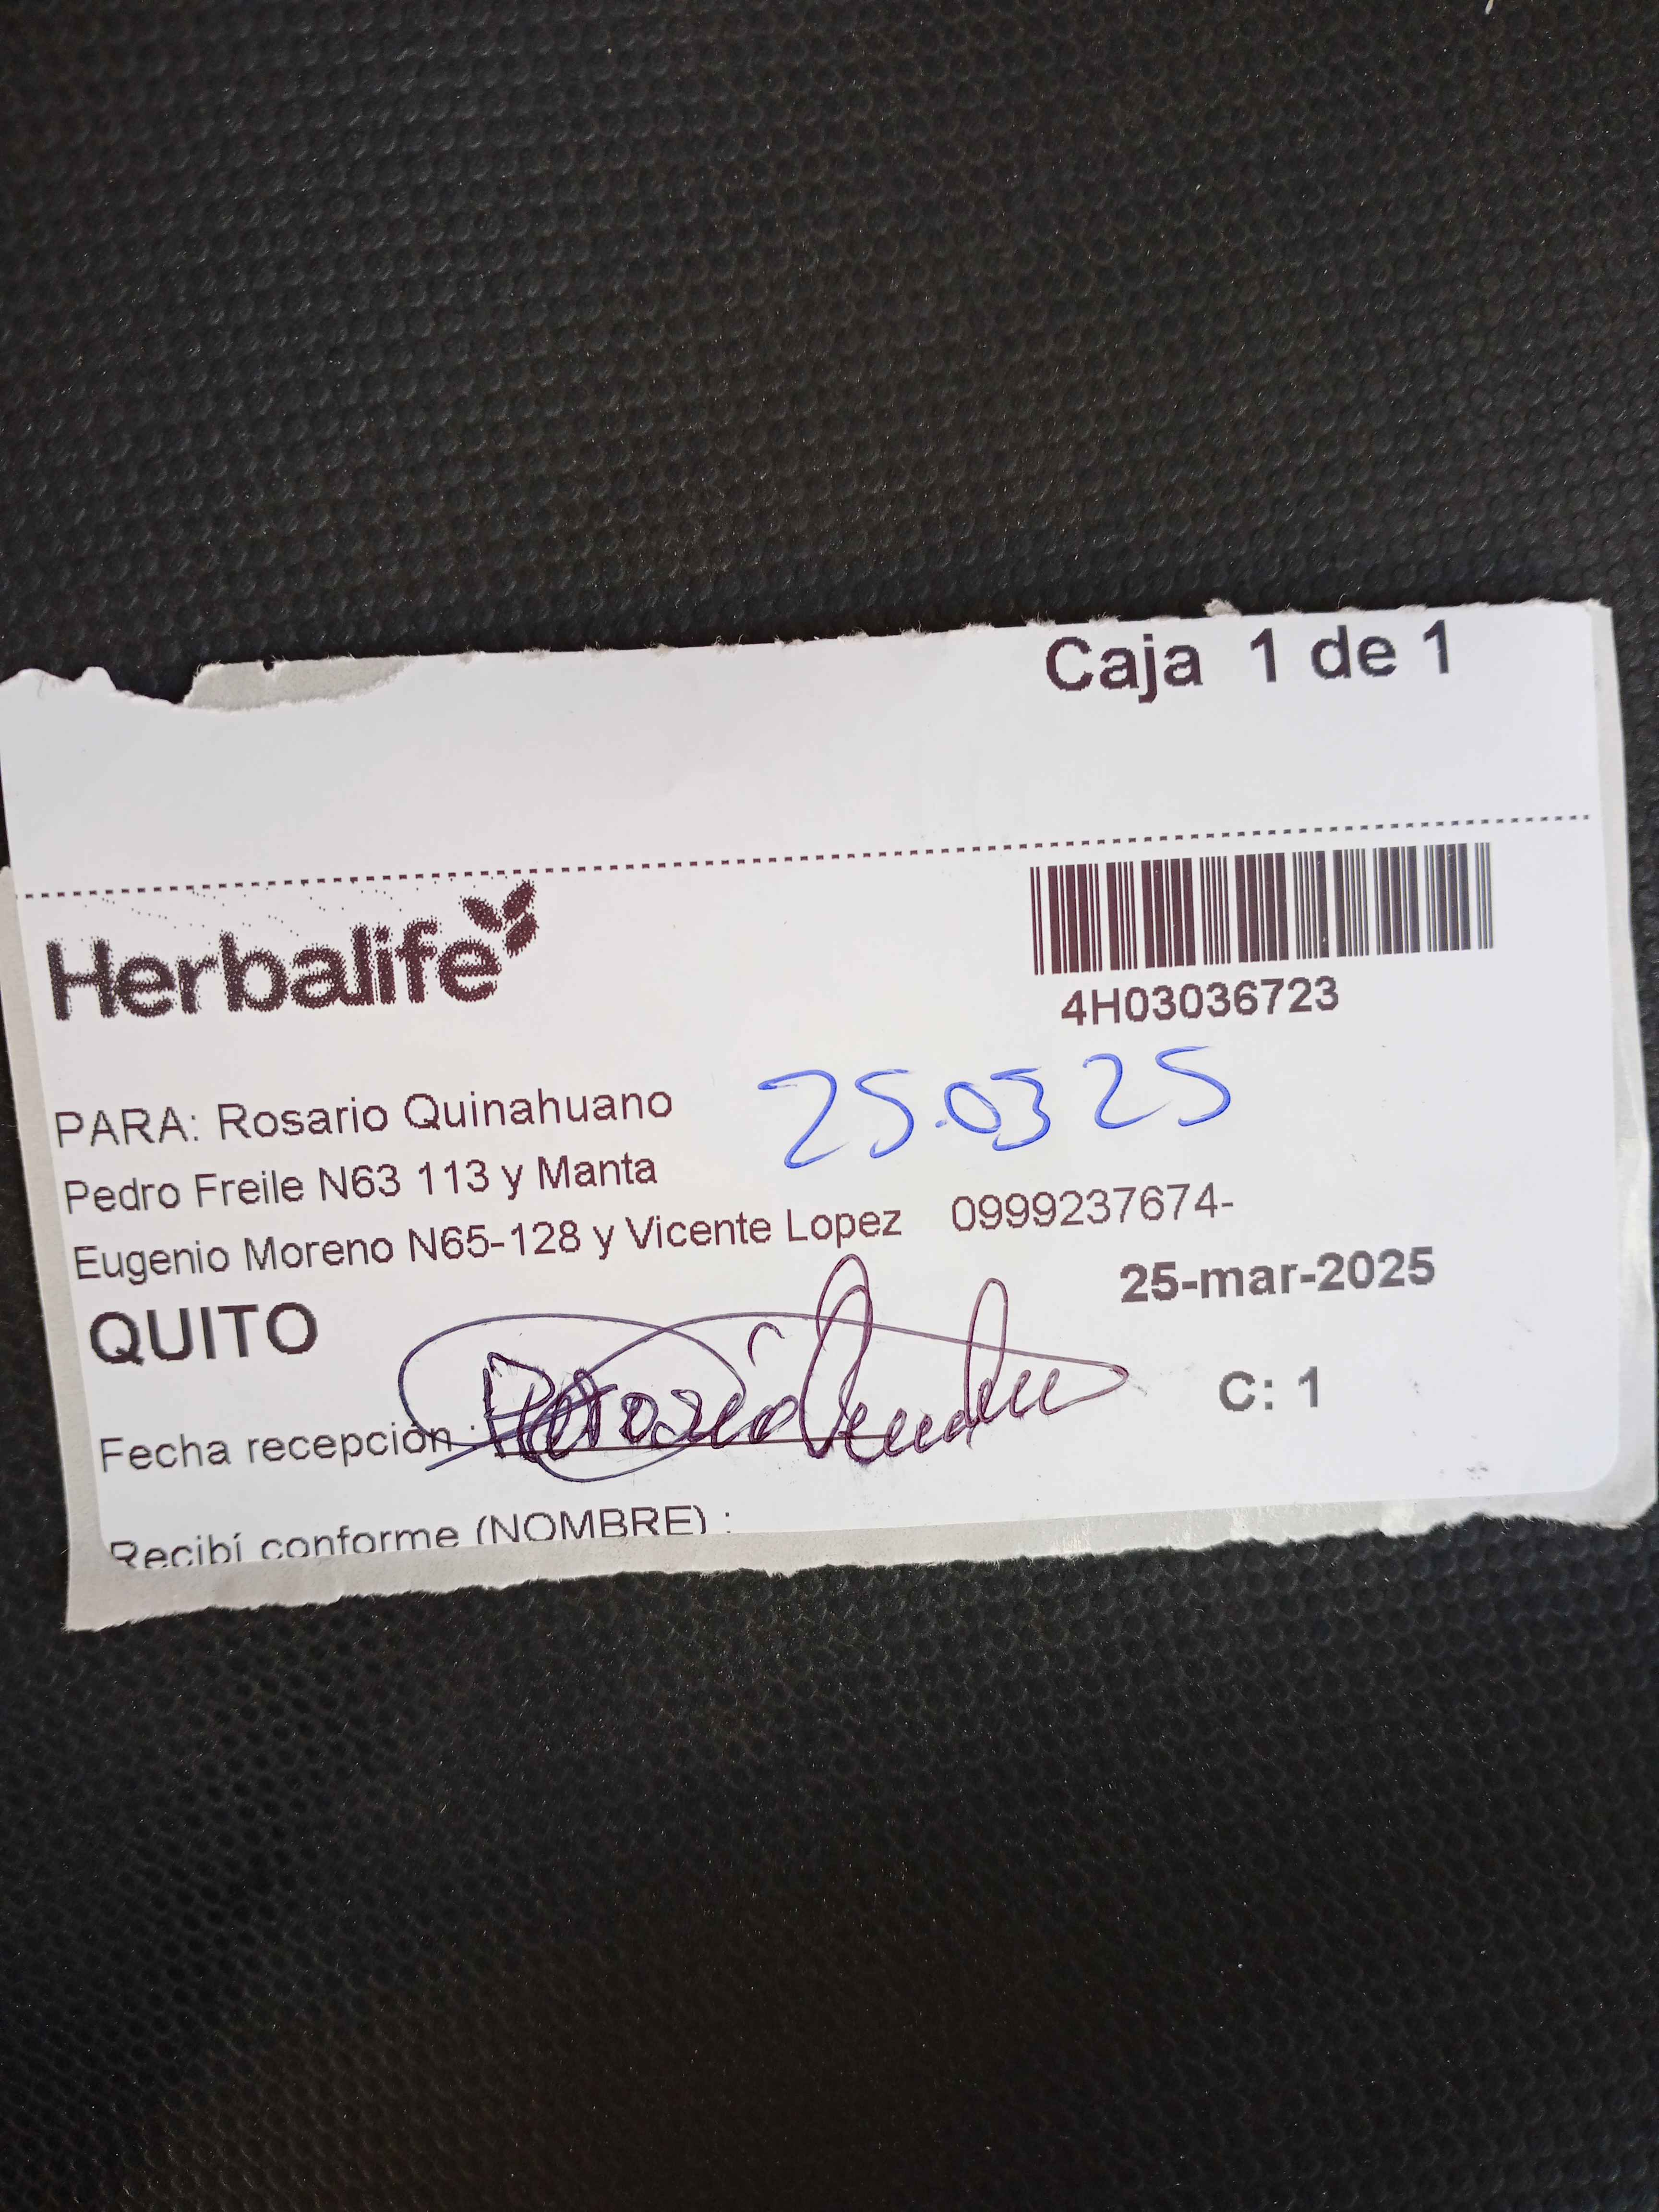 Caja 1 de 1
Herbalife
4H03036723
PARA: Rosario Quinahuano
25.03 25
Pedro Freile N63 113 y Manta
Eugenio Moreno N65-128 y Vicente Lopez 0999237674-
25-mar-2025
QUITO
C: 1
Fecha recepción :
Recibí conforme (NOMBRE) :